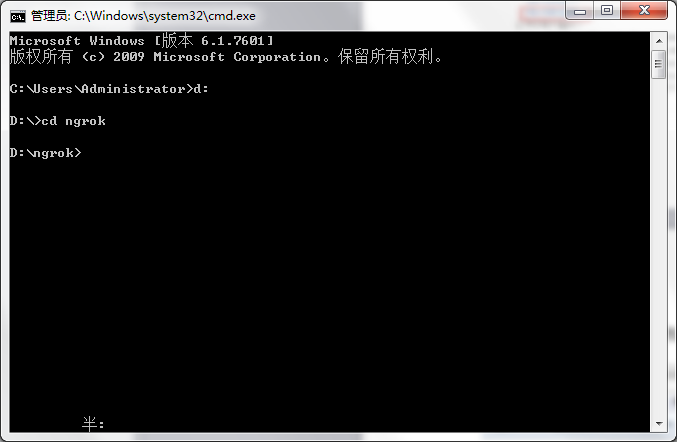 管理员: C:\Windows\system32\cmd.exe
Microsoft Windows [版本 6.1.7601]
版权所有 (c) 2009 Microsoft Corporation。保留所有权利。
C:\Users\Administrator>d:
D:\>cd ngrok
D:\ngrok>
半: